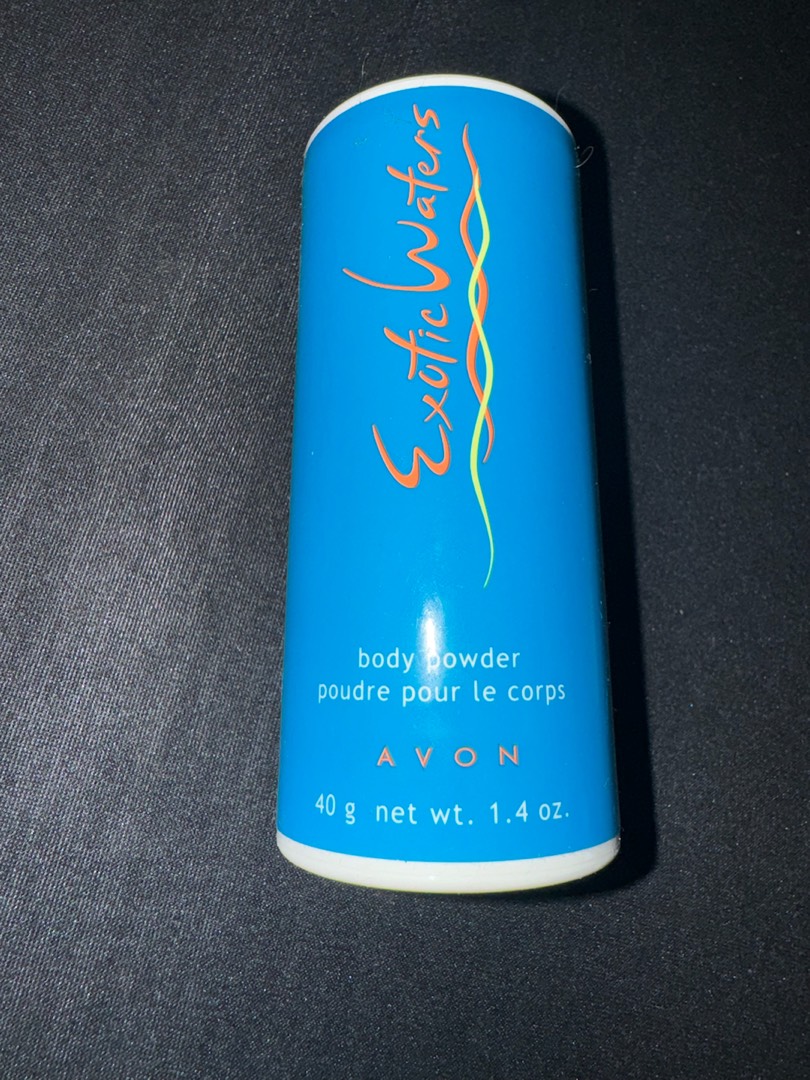 Exotic Waters
body powder
poudre pour le corps
AVON
40 g net wt. 1.4 oz.